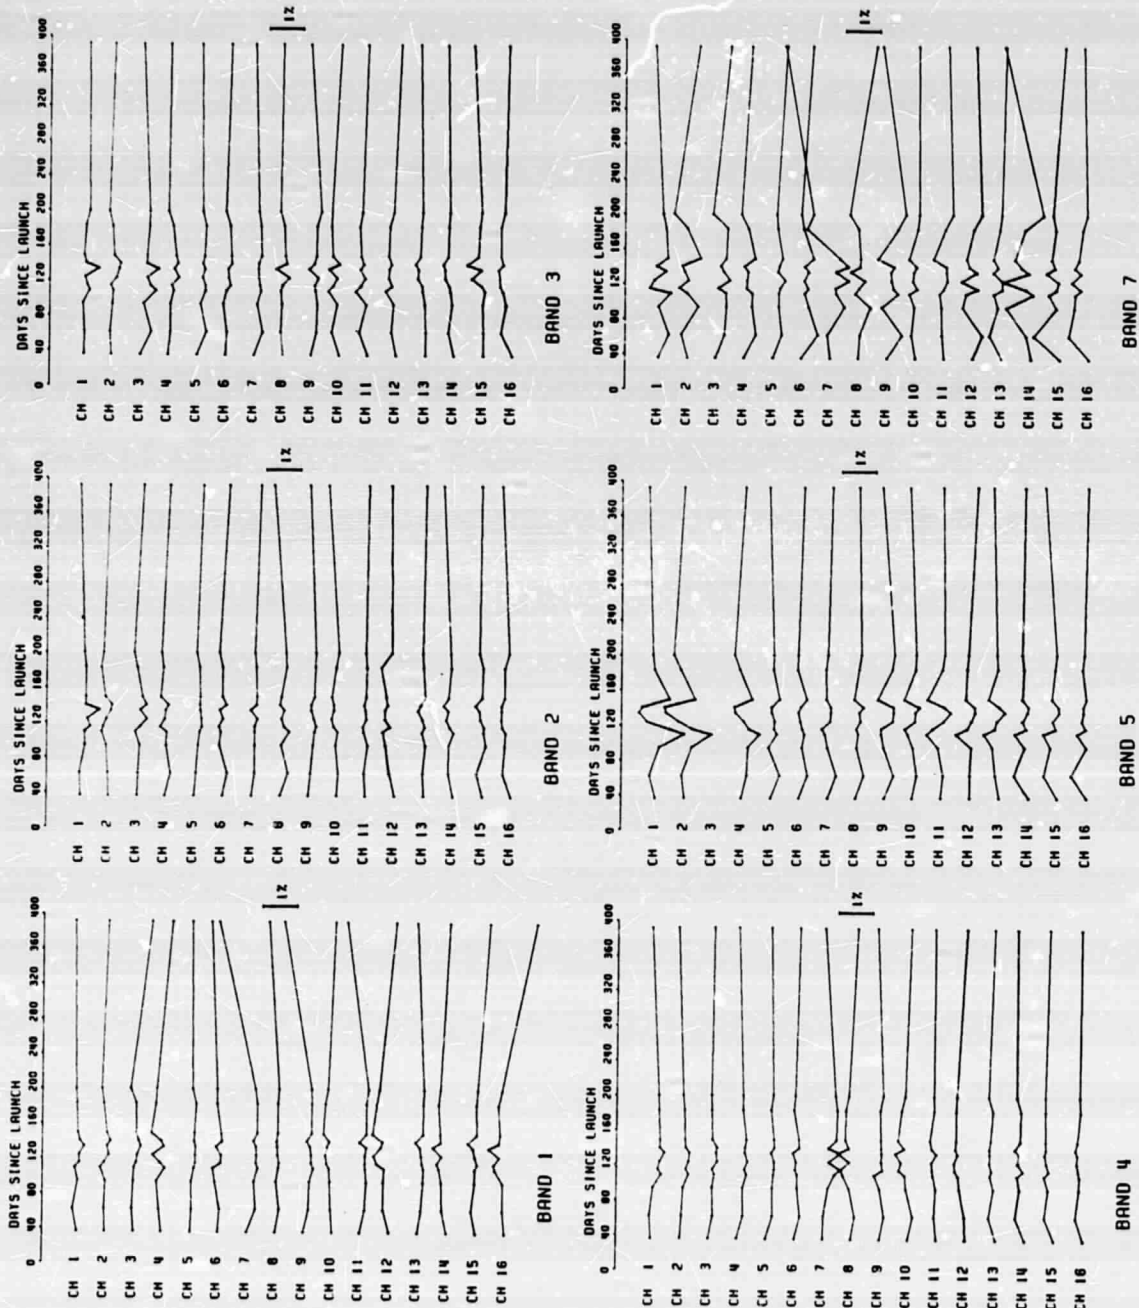 DAYS SINCE LAUNCH
0 40 80 120 160 200 240 280 320 360 400
CH 1
CH 2
CH 3
CH 4
CH 5
CH 6
CH 7
CH 8
CH 9
CH 10
CH 11
CH 12
CH 13
CH 14
CH 15
CH 16
1%
BAND 1
DAYS SINCE LAUNCH
0 40 80 120 160 200 240 280 320 360 400
CH 1
CH 2
CH 3
CH 4
CH 5
CH 6
CH 7
CH 8
CH 9
CH 10
CH 11
CH 12
CH 13
CH 14
CH 15
CH 16
1%
BAND 2
DAYS SINCE LAUNCH
0 40 80 120 160 200 240 280 320 360 400
CH 1
CH 2
CH 3
CH 4
CH 5
CH 6
CH 7
CH 8
CH 9
CH 10
CH 11
CH 12
CH 13
CH 14
CH 15
CH 16
1%
BAND 3
DAYS SINCE LAUNCH
0 40 80 120 160 200 240 280 320 360 400
CH 1
CH 2
CH 3
CH 4
CH 5
CH 6
CH 7
CH 8
CH 9
CH 10
CH 11
CH 12
CH 13
CH 14
CH 15
CH 16
1%
BAND 4
DAYS SINCE LAUNCH
0 40 80 120 160 200 240 280 320 360 400
CH 1
CH 2
CH 3
CH 4
CH 5
CH 6
CH 7
CH 8
CH 9
CH 10
CH 11
CH 12
CH 13
CH 14
CH 15
CH 16
1%
BAND 5
DAYS SINCE LAUNCH
0 40 80 120 160 200 240 280 320 360 400
CH 1
CH 2
CH 3
CH 4
CH 5
CH 6
CH 7
CH 8
CH 9
CH 10
CH 11
CH 12
CH 13
CH 14
CH 15
CH 16
1%
BAND 7